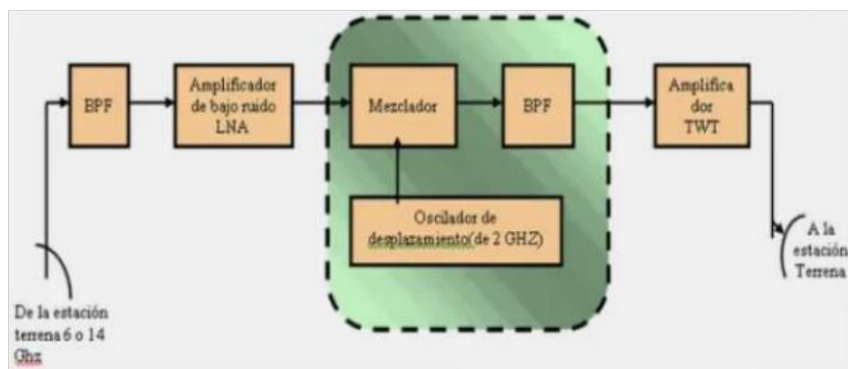 BPF
Amplificador
de bajo ruido
LNA
Mezclador
BPF
Amplifica
dor
TWT
Oscilador de
desplazamiento(de 2 GHZ)
De la estación
terrena 6 o 14
Ghz
A la
estación
Terrena